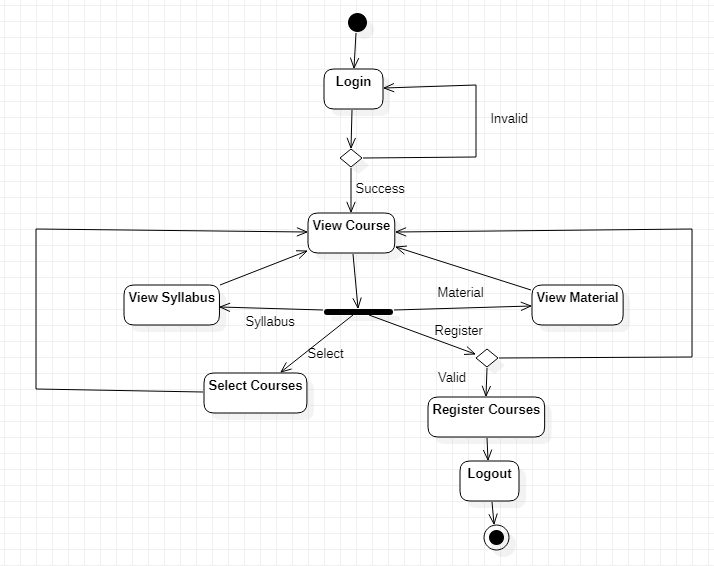 Login
Invalid
Success
View Course
View Syllabus
Material
View Material
Syllabus
Register
Select
Valid
Select Courses
Register Courses
Logout